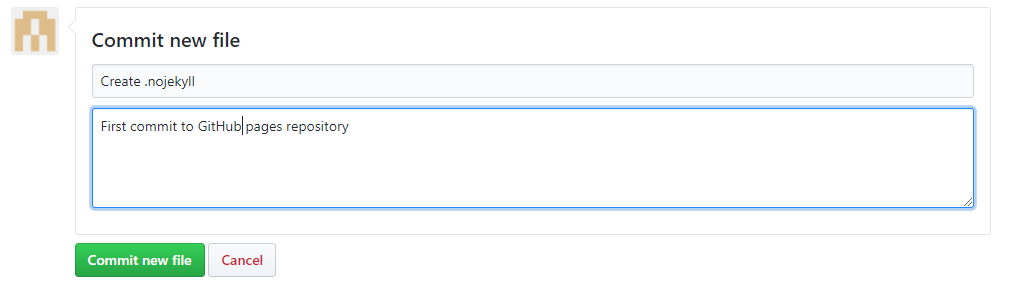 Commit new file
Create .nojekyll
First commit to GitHub pages repository
Commit new file
Cancel